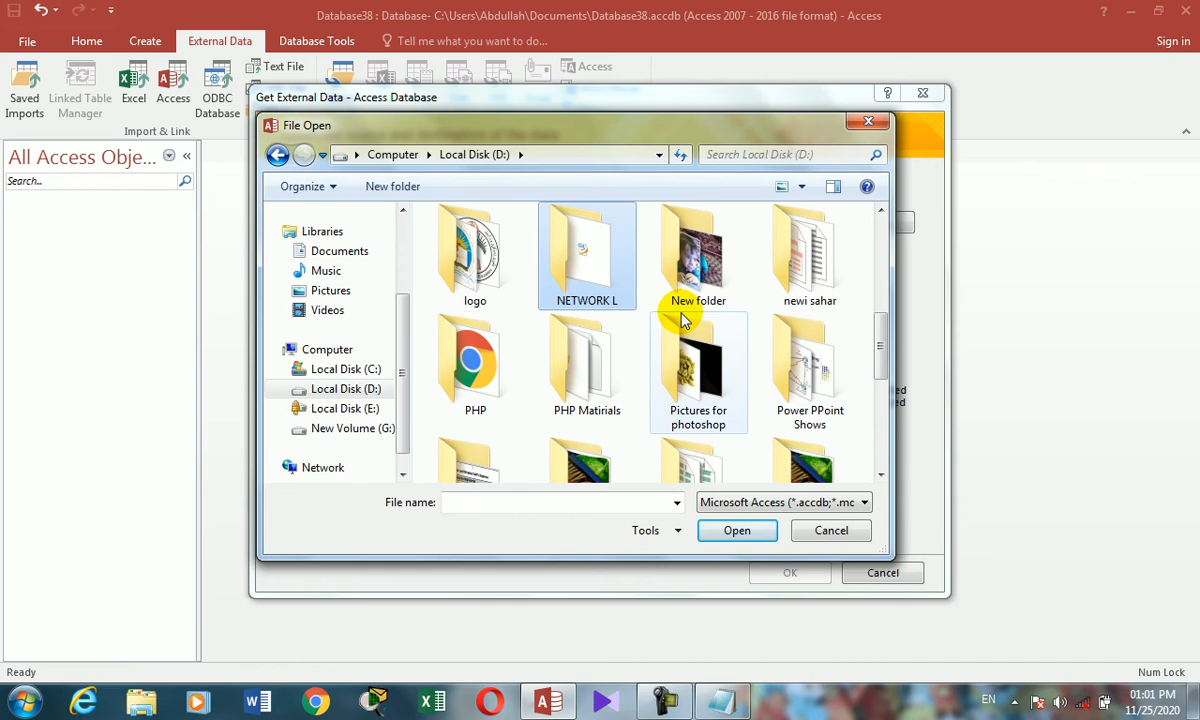 Database38 : Database- C:\Users\Abdullah\Documents\Database38.accdb (Access 2007 - 2016 file format) - Access
File Home Create External Data Database Tools Tell me what you want to do... Sign in
Saved Imports
Linked Table Manager
Excel
Access
ODBC Database
Text File
Access
Import & Link
All Access Obje...
Search...
Get External Data - Access Database
File Open
Computer Local Disk (D:)
Search Local Disk (D:)
Organize New folder
Libraries
Documents
Music
Pictures
Videos
Computer
Local Disk (C:)
Local Disk (D:)
Local Disk (E:)
New Volume (G:)
Network
logo
NETWORK L
New folder
newi sahar
PHP
PHP Matirials
Pictures for
photoshop
Power PPoint
Shows
File name:
Microsoft Access (*.accdb;*.mc
Tools
Open
Cancel
OK
Cancel
Ready
Num Lock
EN
01:01 PM
11/25/2020